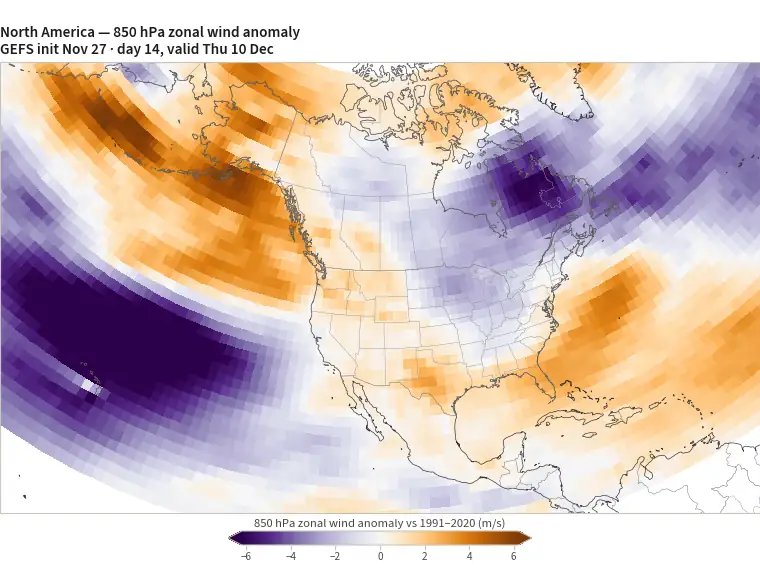 North America — 850 hPa zonal wind anomaly
GEFS init Nov 27 · day 14, valid Thu 10 Dec
850 hPa zonal wind anomaly vs 1991–2020 (m/s)
−6 −4 −2 0 2 4 6